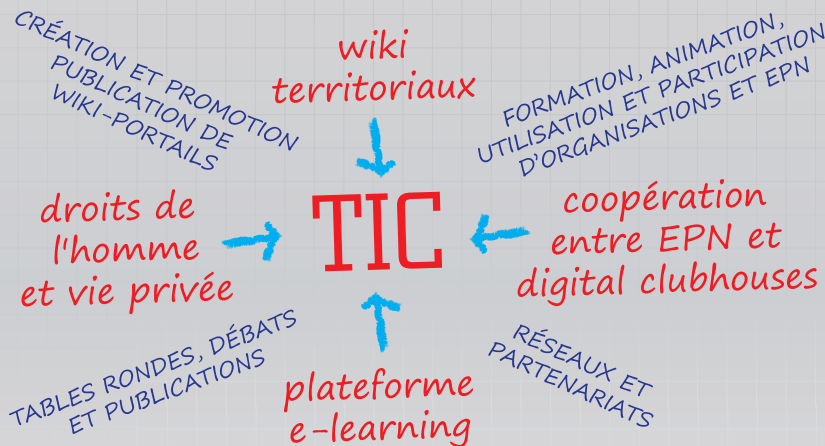 CRÉATION ET PROMOTION
PUBLICATION DE
WIKI-PORTAILS
wiki
territoriaux
FORMATION, ANIMATION,
UTILISATION ET PARTICIPATION
D'ORGANISATIONS ET EPN
droits de
l'homme
et vie privée
TIC
coopération
entre EPN et
digital clubhouses
TABLES RONDES, DÉBATS
ET PUBLICATIONS
plateforme
e-learning
RÉSEAUX ET
PARTENARIATS